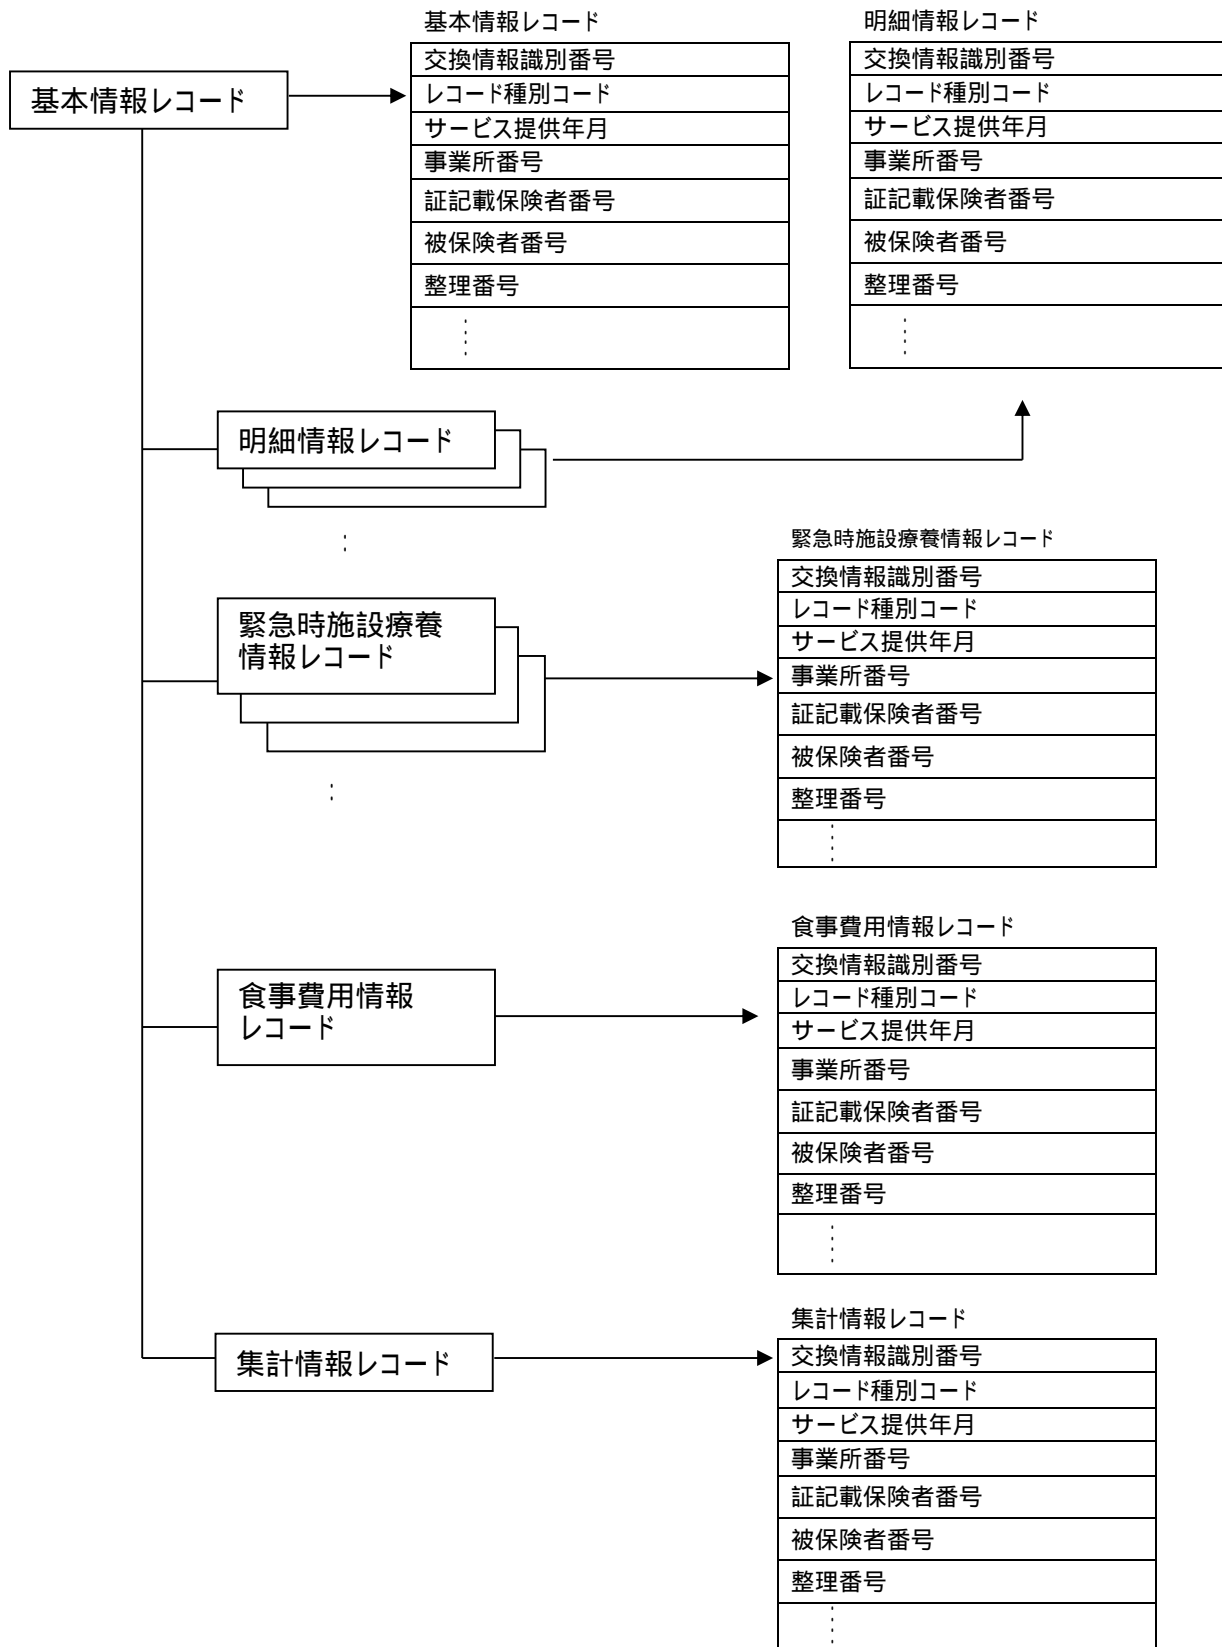 基本情報レコード
基本情報レコード
交換情報識別番号
レコード種別コード
サービス提供年月
事業所番号
証記載保険者番号
被保険者番号
整理番号
明細情報レコード
交換情報識別番号
レコード種別コード
サービス提供年月
事業所番号
証記載保険者番号
被保険者番号
整理番号
明細情報レコード
緊急時施設療養
情報レコード
緊急時施設療養情報レコード
交換情報識別番号
レコード種別コード
サービス提供年月
事業所番号
証記載保険者番号
被保険者番号
整理番号
食事費用情報
レコード
食事費用情報レコード
交換情報識別番号
レコード種別コード
サービス提供年月
事業所番号
証記載保険者番号
被保険者番号
整理番号
集計情報レコード
集計情報レコード
交換情報識別番号
レコード種別コード
サービス提供年月
事業所番号
証記載保険者番号
被保険者番号
整理番号